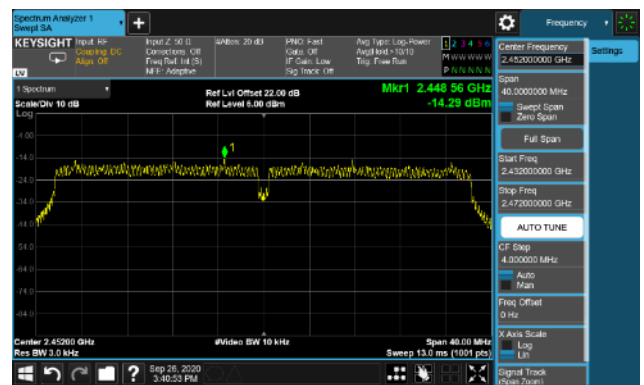 Spectrum Analyzer 1
Swept SA
Frequency
KEYSIGHT
Input: RF
Coupling: DC
Align: Off
Input Z: 50 Ω
Corrections: Off
Freq Ref: Int (S)
NFE: Adaptive
#Atten: 20 dB
PNO: Fast
Gate: Off
IF Gain: Low
Sig Track: Off
Avg Type: Log-Power
Avg|Hold:>10/10
Trig: Free Run
1 2 3 4 5 6
M W W W W W
P N N N N N
LXI
1 Spectrum
Scale/Div 10 dB
Log
Ref Lvl Offset 22.00 dB
Ref Level 6.00 dBm
Mkr1 2.448 56 GHz
-14.29 dBm
1
-4.00
-14.0
-24.0
-34.0
-44.0
-54.0
-64.0
-74.0
-84.0
Center 2.45200 GHz
Res BW 3.0 kHz
#Video BW 10 kHz
Span 40.00 MHz
Sweep 13.0 ms (1001 pts)
Sep 26, 2020
3:40:53 PM
Center Frequency
2.452000000 GHz
Settings
Span
40.0000000 MHz
Swept Span
Zero Span
Full Span
Start Freq
2.432000000 GHz
Stop Freq
2.472000000 GHz
AUTO TUNE
CF Step
4.000000 MHz
Auto
Man
Freq Offset
0 Hz
X Axis Scale
Log
Lin
Signal Track
(Span Zoom)